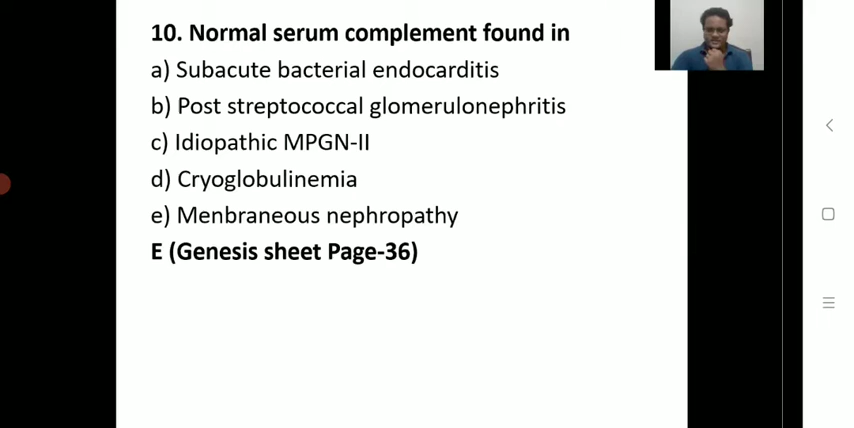 10. Normal serum complement found in
a) Subacute bacterial endocarditis
b) Post streptococcal glomerulonephritis
c) Idiopathic MPGN-II
d) Cryoglobulinemia
e) Menbraneous nephropathy
E (Genesis sheet Page-36)